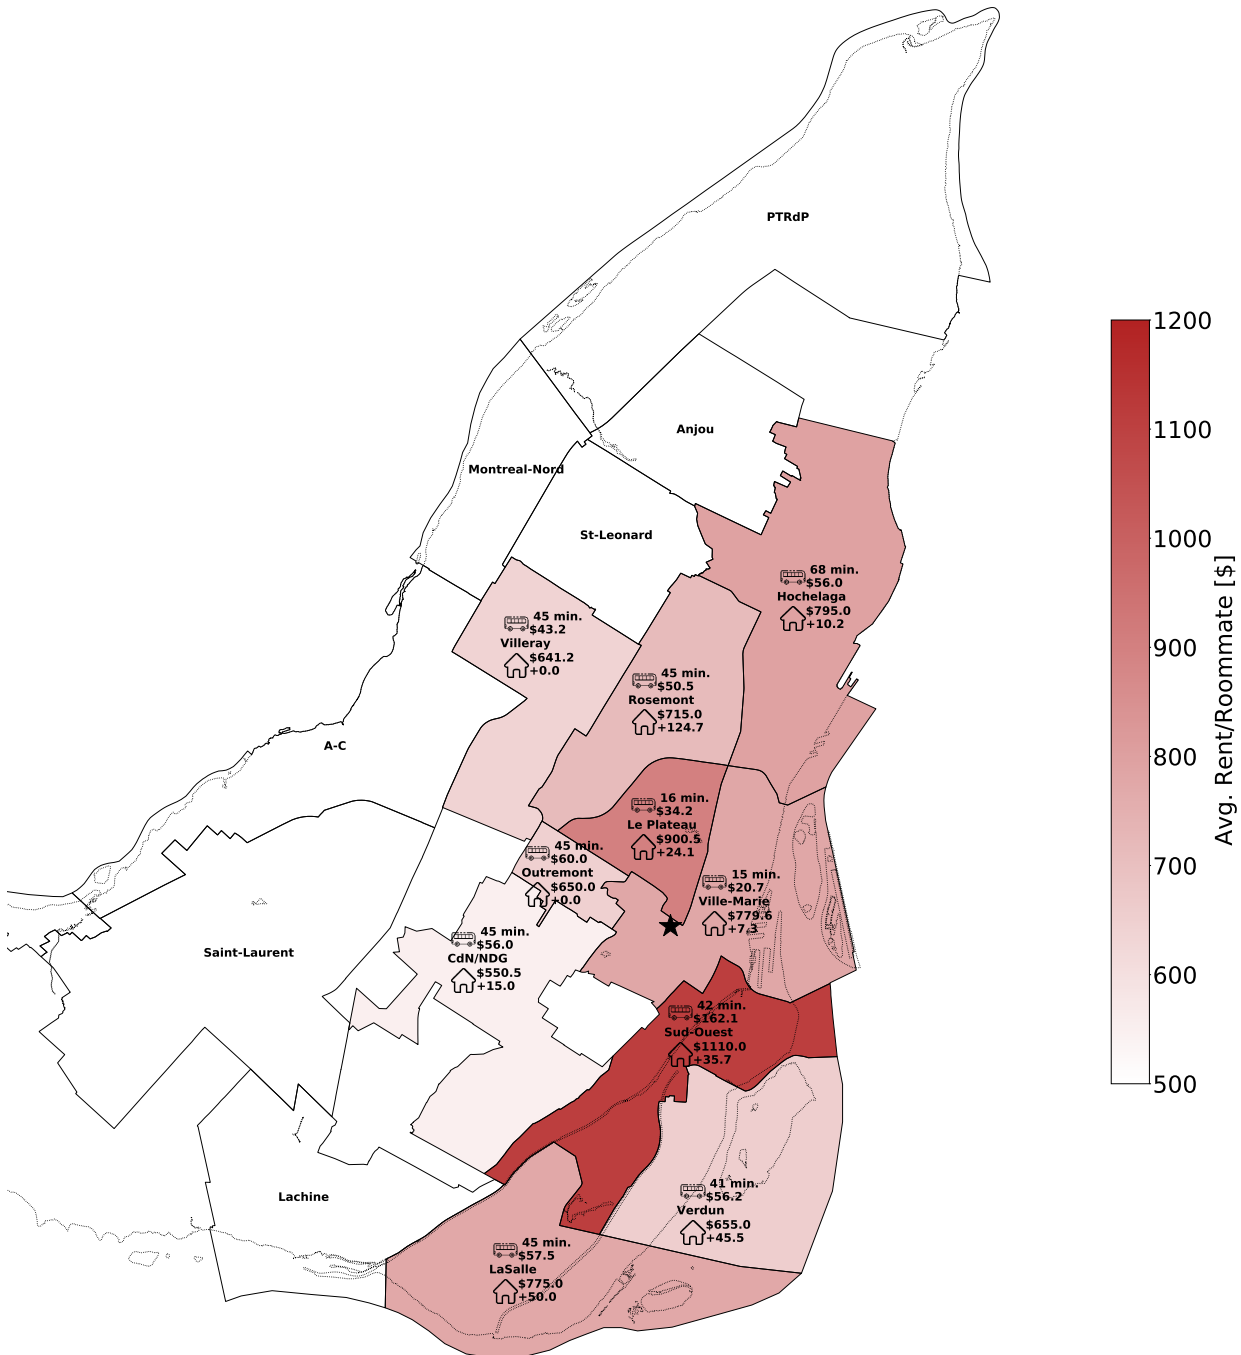 PTRdP
1200
1100
1000
900
800
700
600
500
Avg. Rent/Roommate [$]
Anjou
Montreal-Nord
St-Leonard
68 min.
$56.0
Hochelaga
$795.0
+10.2
45 min.
$43.2
Villeray
$641.2
+0.0
45 min.
$50.5
Rosemont
$715.0
+124.7
A-C
16 min.
$34.2
Le Plateau
$900.5
+24.1
45 min.
$60.0
Outremont
$650.0
+0.0
15 min.
$20.7
Ville-Marie
$779.6
+7.3
45 min.
$56.0
CdN/NDG
$550.5
+15.0
Saint-Laurent
42 min.
$162.1
Sud-Ouest
$1110.0
+35.7
41 min.
$56.2
Verdun
$655.0
+45.5
Lachine
45 min.
$57.5
LaSalle
$775.0
+50.0